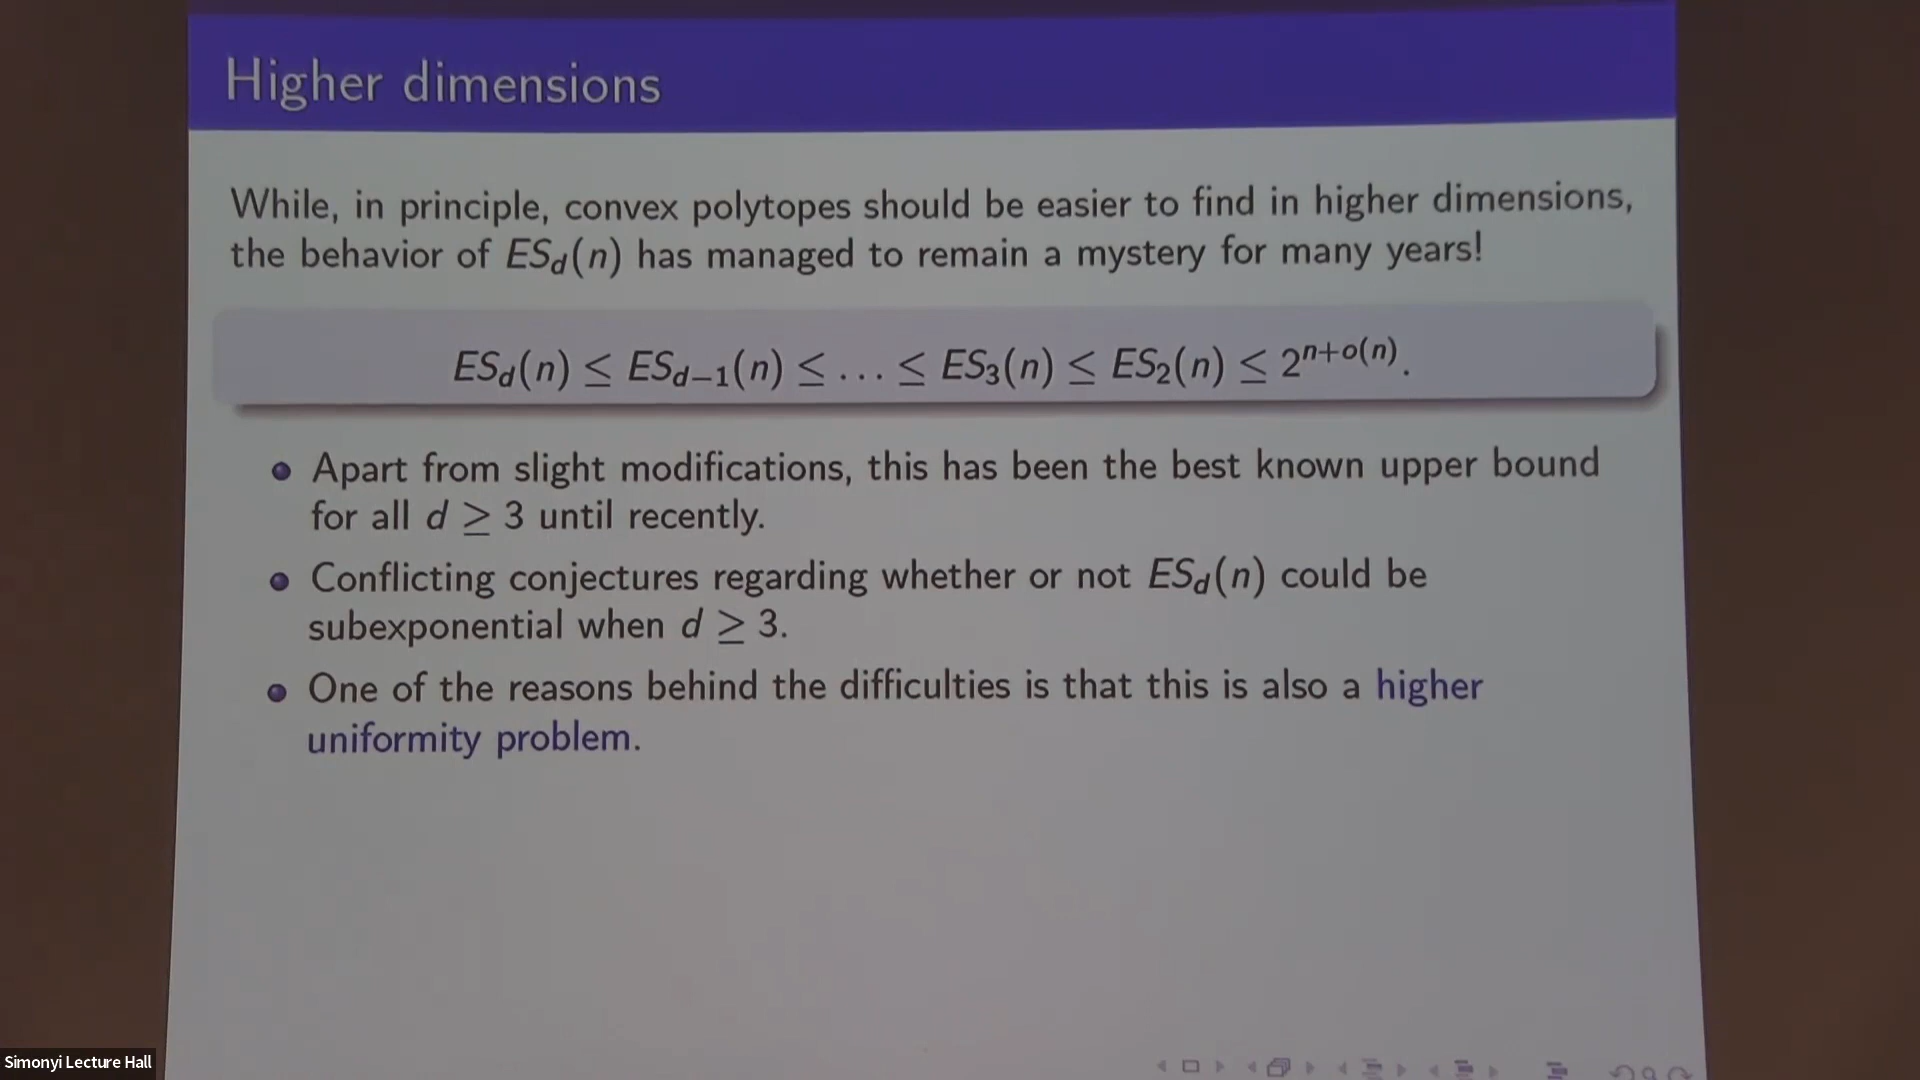 Higher dimensions
While, in principle, convex polytopes should be easier to find in higher dimensions,
the behavior of ES_d(n) has managed to remain a mystery for many years!
ES_d(n) ≤ ES_{d−1}(n) ≤ ... ≤ ES_3(n) ≤ ES_2(n) ≤ 2^{n+o(n)}.
Apart from slight modifications, this has been the best known upper bound
for all d ≥ 3 until recently.
Conflicting conjectures regarding whether or not ES_d(n) could be
subexponential when d ≥ 3.
One of the reasons behind the difficulties is that this is also a higher
uniformity problem.
Simonyi Lecture Hall